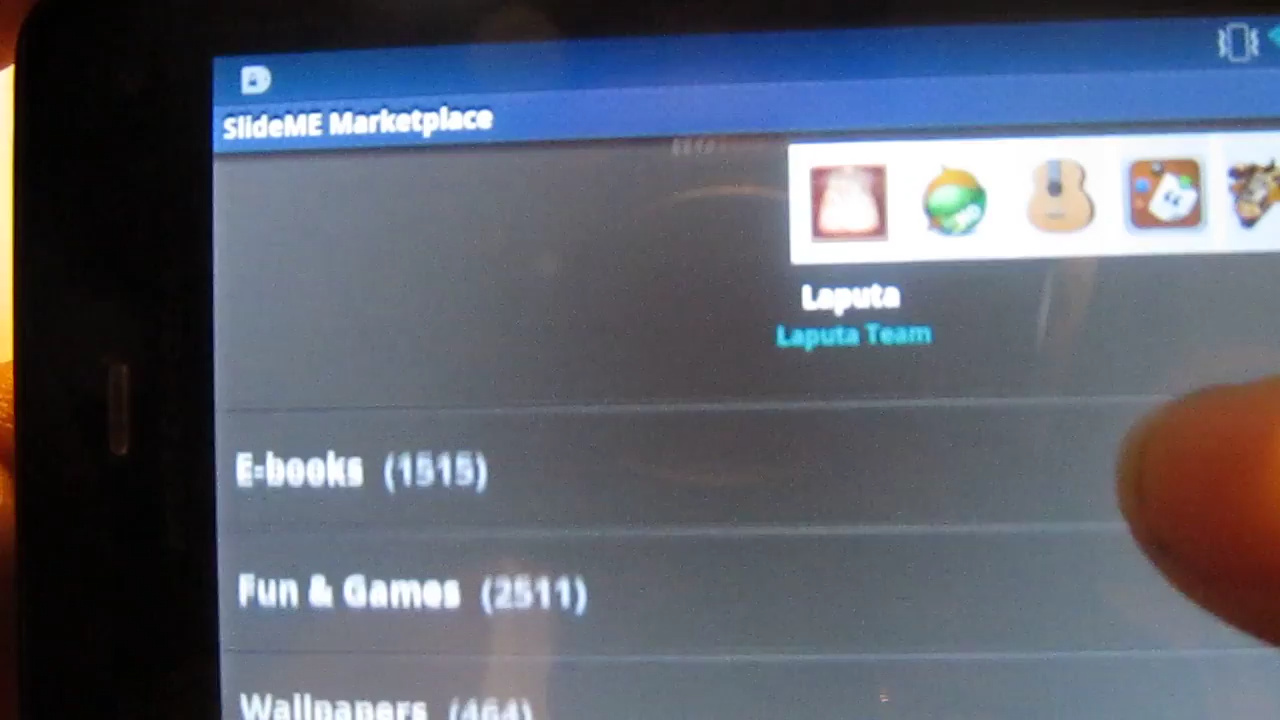 SlideME Marketplace
Laputa
Laputa Team
E-books (1515)
Fun & Games (2511)
Wallpapers (464)